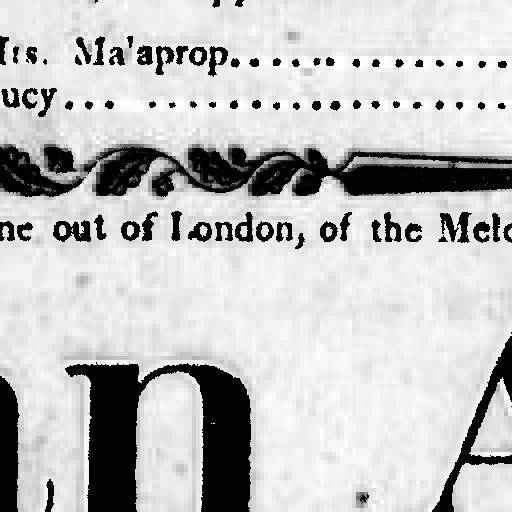 Mrs. Ma'aprop....................
ucy.....................
ne out of London, of the Melo
n A